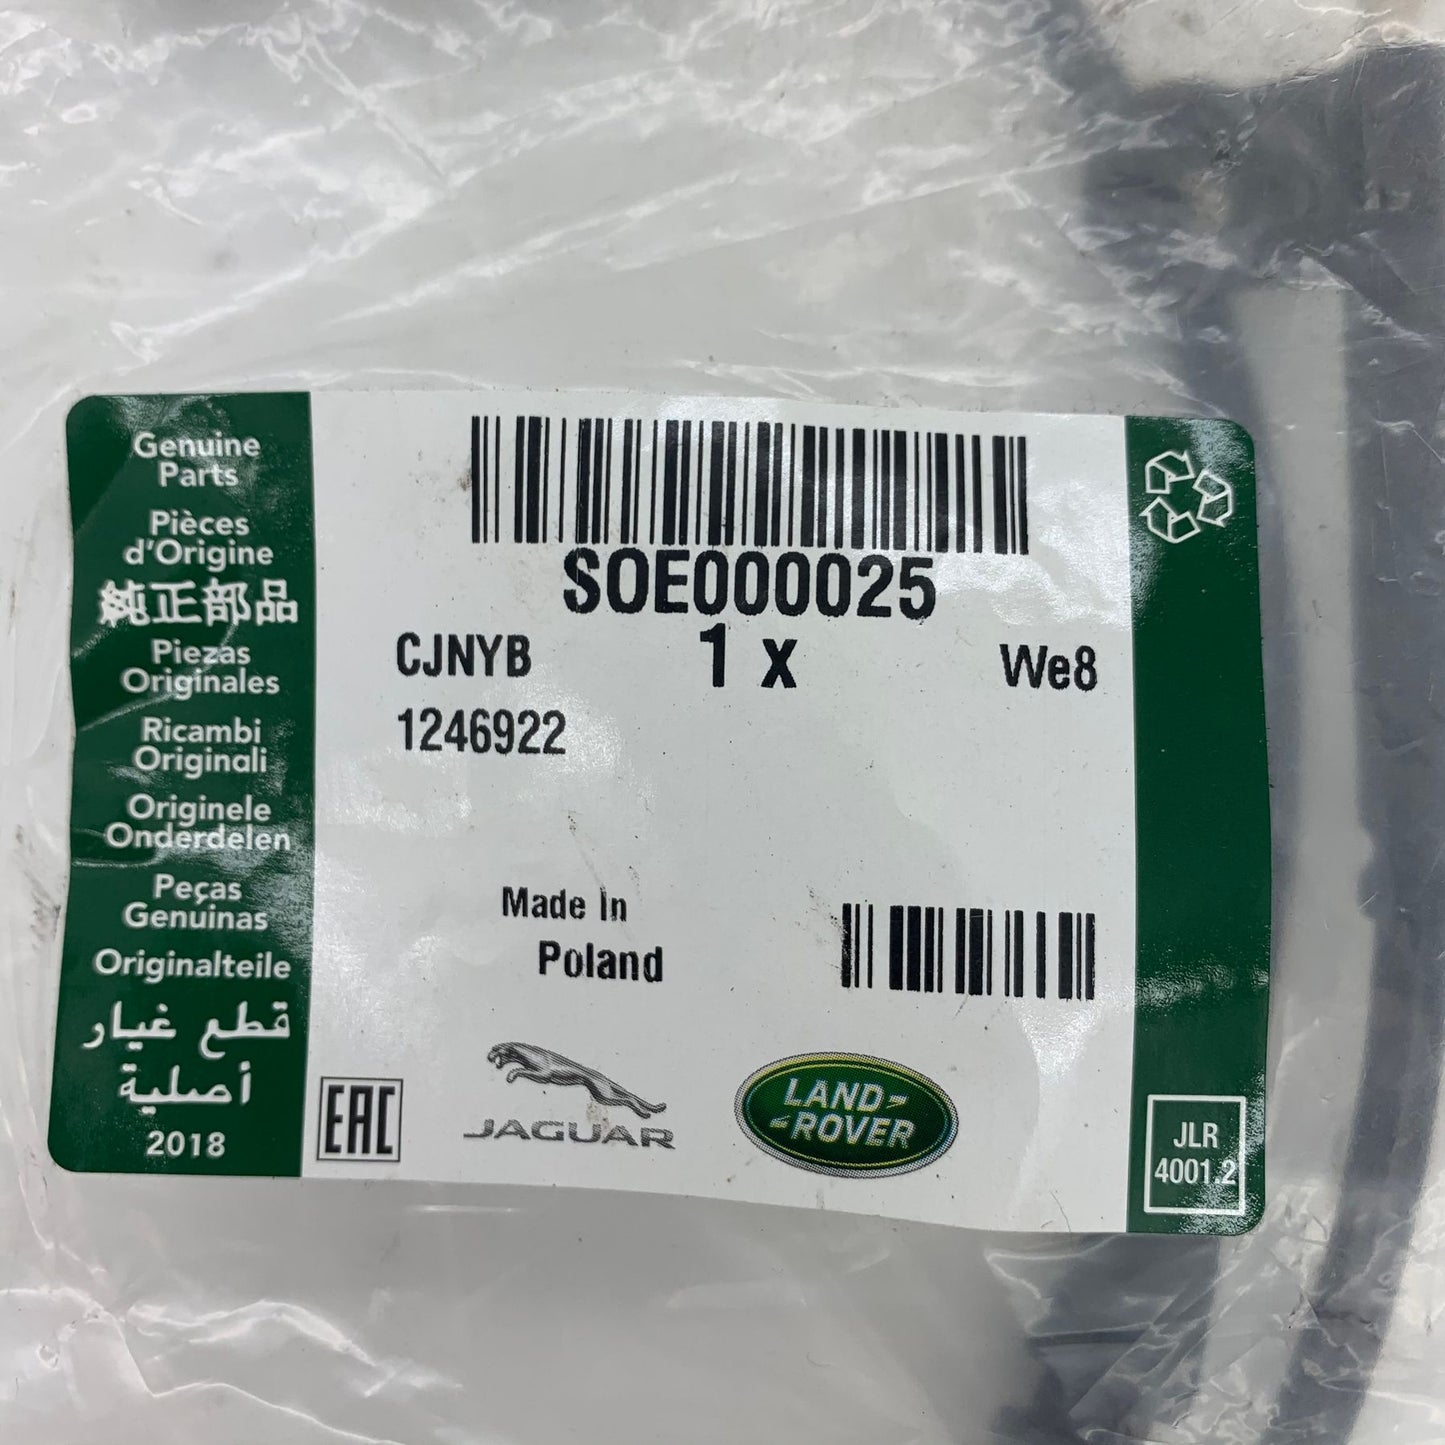 Genuine
Parts
Pièces
d'Origine
純正部品
Piezas
Originales
Ricambi
Originali
Originele
Onderdelen
Peças
Genuinas
Originalteile
قطع غيار
أصلية
2018
SOE000025
CJNYB 1 x We8
1246922
Made In
Poland
EAC
JAGUAR
LAND-
-ROVER
JLR
4001.2